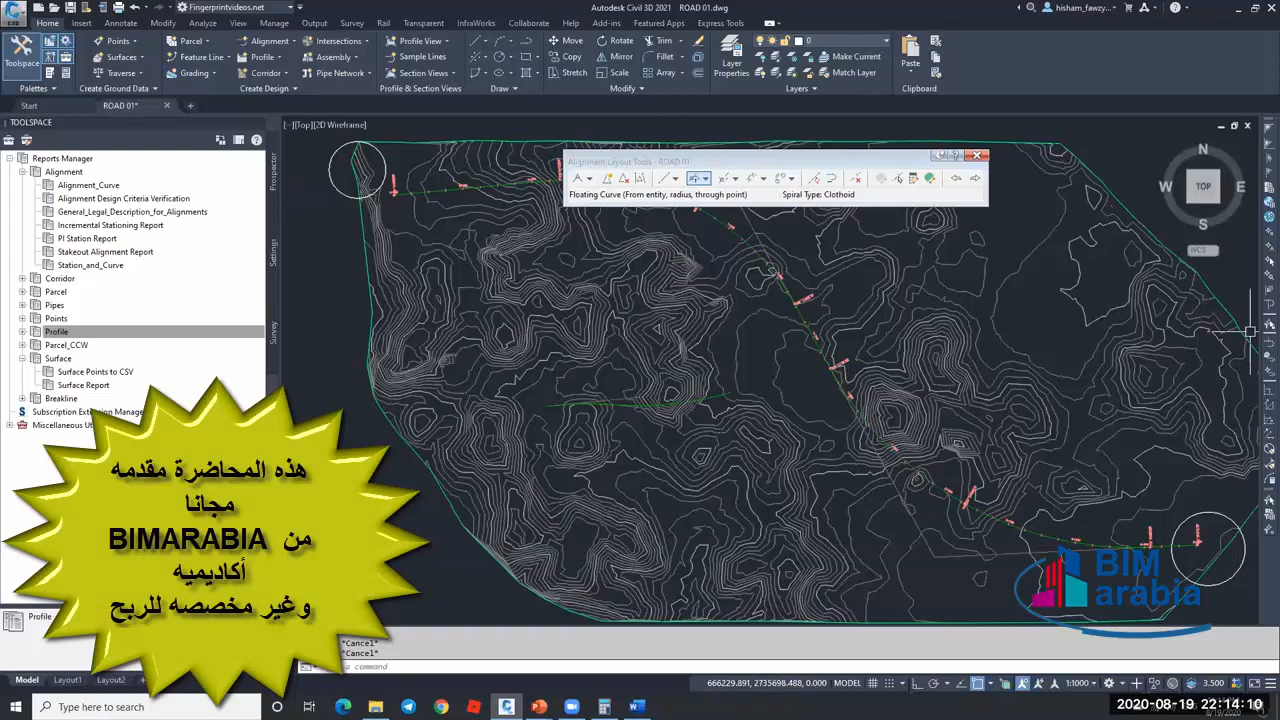 Fingerprintvideos.net
Autodesk Civil 3D 2021 ROAD 01.dwg
hisham_fawzy...
Home Insert Annotate Modify Analyze View Manage Output Survey Rail Transparent InfraWorks Collaborate Help Add-ins Featured Apps Express Tools
Points Parcel Alignment Intersections Profile View Move Rotate Trim 0
Surfaces Feature Line Profile Assembly Sample Lines Copy Mirror Fillet Make Current
Toolspace Traverse Grading Corridor Pipe Network Section Views Stretch Scale Array Layer Properties Match Layer Paste
Palettes Create Ground Data Create Design Profile & Section Views Draw Modify Layers Clipboard
Start ROAD 01*
TOOLSPACE
[−][Top][2D Wireframe]
Reports Manager
Alignment
Alignment_Curve
Alignment Design Criteria Verification
General_Legal_Description_for_Alignments
Incremental Stationing Report
PI Station Report
Stakeout Alignment Report
Station_and_Curve
Corridor
Parcel
Pipes
Points
Profile
Parcel_CCW
Surface
Surface Points to CSV
Surface Report
Breakline
Subscription Extension Manage
Miscellaneous
Prospector
Settings
Survey
Alignment Layout Tools - ROAD 01
Floating Curve (From entity, radius, through point) Spiral Type: Clothoid
N
W TOP
S
WCS
هذه المحاضرة مقدمه
مجانا
من BIMARABIA
أكاديميه
وغير مخصصه للربح
BIM
arabia
Profile
*Cancel*
*Cancel*
a command
Model Layout1 Layout2
666229.891, 2735698.488, 0.000 MODEL 1:1000 3.500
Type here to search
2020-08-19 22:14:10